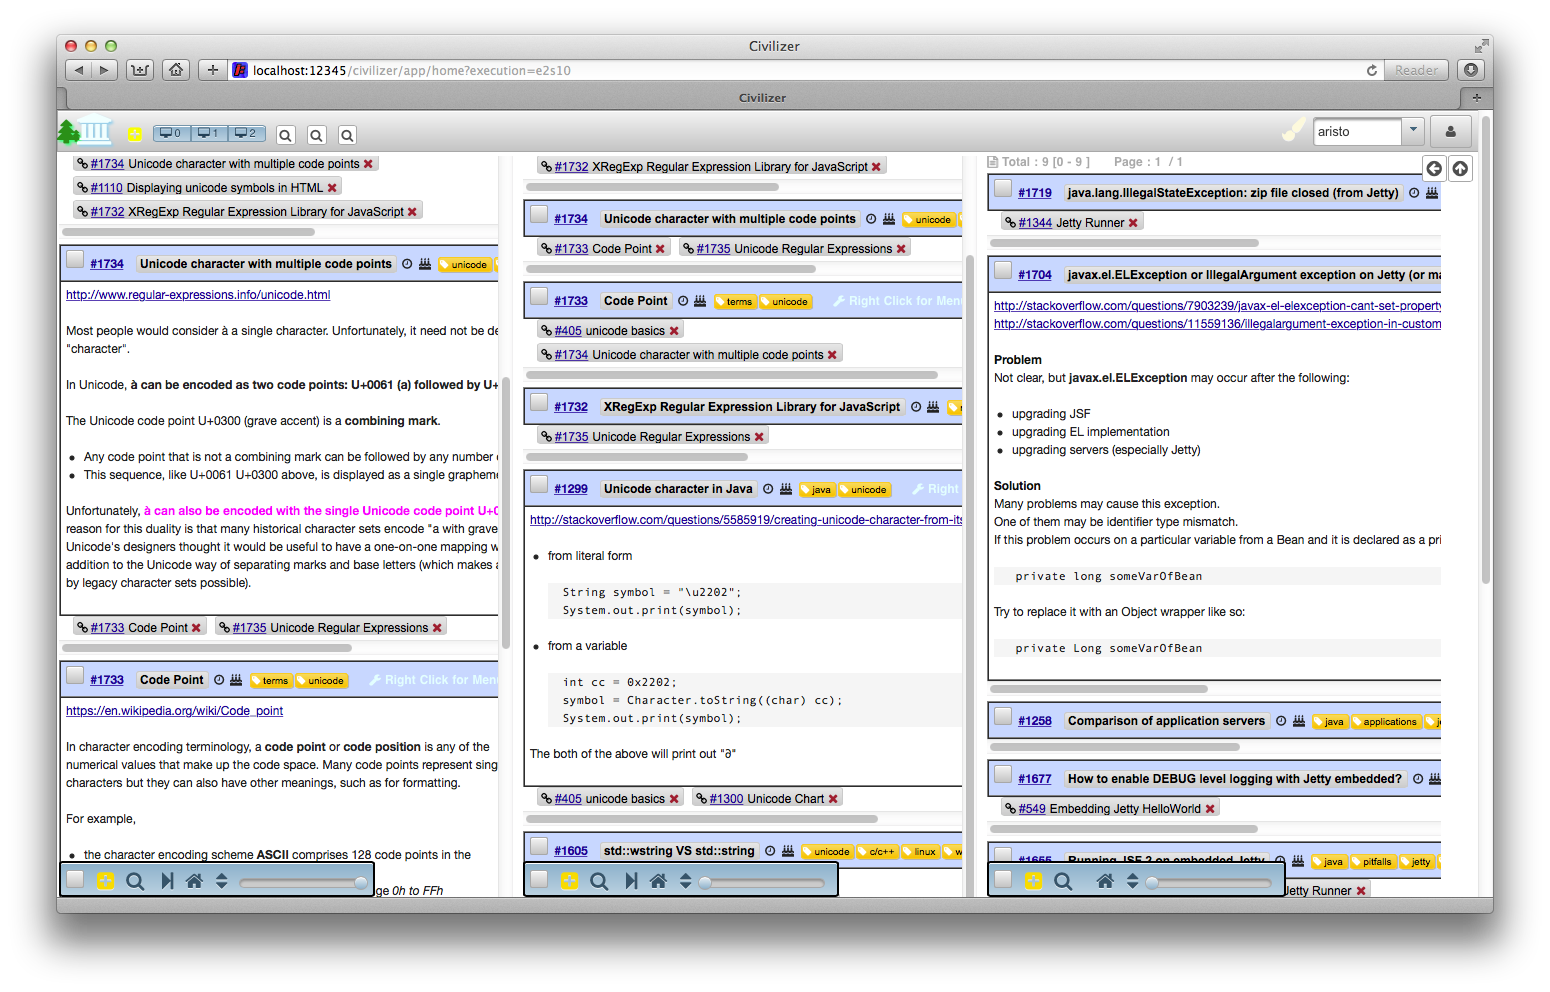 Civilizer
localhost:12345/civilizer/app/home?execution=e2s10
Reader
Civilizer
0 1 2
aristo
#1734 Unicode character with multiple code points
#1110 Displaying unicode symbols in HTML
#1732 XRegExp Regular Expression Library for JavaScript
#1734 Unicode character with multiple code points unicode
http://www.regular-expressions.info/unicode.html
Most people would consider à a single character. Unfortunately, it need not be de
"character".
In Unicode, à can be encoded as two code points: U+0061 (a) followed by U+
The Unicode code point U+0300 (grave accent) is a combining mark.
Any code point that is not a combining mark can be followed by any number
This sequence, like U+0061 U+0300 above, is displayed as a single grapheme
Unfortunately, à can also be encoded with the single Unicode code point U+0
reason for this duality is that many historical character sets encode "a with grave
Unicode's designers thought it would be useful to have a one-on-one mapping w
addition to the Unicode way of separating marks and base letters (which makes a
by legacy character sets possible).
#1733 Code Point #1735 Unicode Regular Expressions
#1733 Code Point terms unicode Right Click for Menu
https://en.wikipedia.org/wiki/Code_point
In character encoding terminology, a code point or code position is any of the
numerical values that make up the code space. Many code points represent sing
characters but they can also have other meanings, such as for formatting.
For example,
the character encoding scheme ASCII comprises 128 code points in the
ge 0h to FFh
#1732 XRegExp Regular Expression Library for JavaScript
#1734 Unicode character with multiple code points unicode
#1733 Code Point #1735 Unicode Regular Expressions
#1733 Code Point terms unicode Right Click for Menu
#405 unicode basics
#1734 Unicode character with multiple code points
#1732 XRegExp Regular Expression Library for JavaScript
#1735 Unicode Regular Expressions
#1299 Unicode character in Java java unicode Right
http://stackoverflow.com/questions/5585919/creating-unicode-character-from-its
from literal form
String symbol = "\u2202";
System.out.print(symbol);
from a variable
int cc = 0x2202;
symbol = Character.toString((char) cc);
System.out.print(symbol);
The both of the above will print out "∂"
#405 unicode basics #1300 Unicode Chart
#1605 std::wstring VS std::string unicode c/c++ linux w
Total : 9 [0 - 9 ] Page : 1 / 1
#1719 java.lang.IllegalStateException: zip file closed (from Jetty)
#1344 Jetty Runner
#1704 javax.el.ELException or IllegalArgument exception on Jetty (or ma
http://stackoverflow.com/questions/7903239/javax-el-elexception-cant-set-property
http://stackoverflow.com/questions/11559136/illegalargument-exception-in-custom
Problem
Not clear, but javax.el.ELException may occur after the following:
upgrading JSF
upgrading EL implementation
upgrading servers (especially Jetty)
Solution
Many problems may cause this exception.
One of them may be identifier type mismatch.
If this problem occurs on a particular variable from a Bean and it is declared as a pri
private long someVarOfBean
Try to replace it with an Object wrapper like so:
private Long someVarOfBean
#1258 Comparison of application servers java applications je
#1677 How to enable DEBUG level logging with Jetty embedded?
#549 Embedding Jetty HelloWorld
#1655 Running JSF 2 on embedded Jetty java pitfalls jetty
Jetty Runner